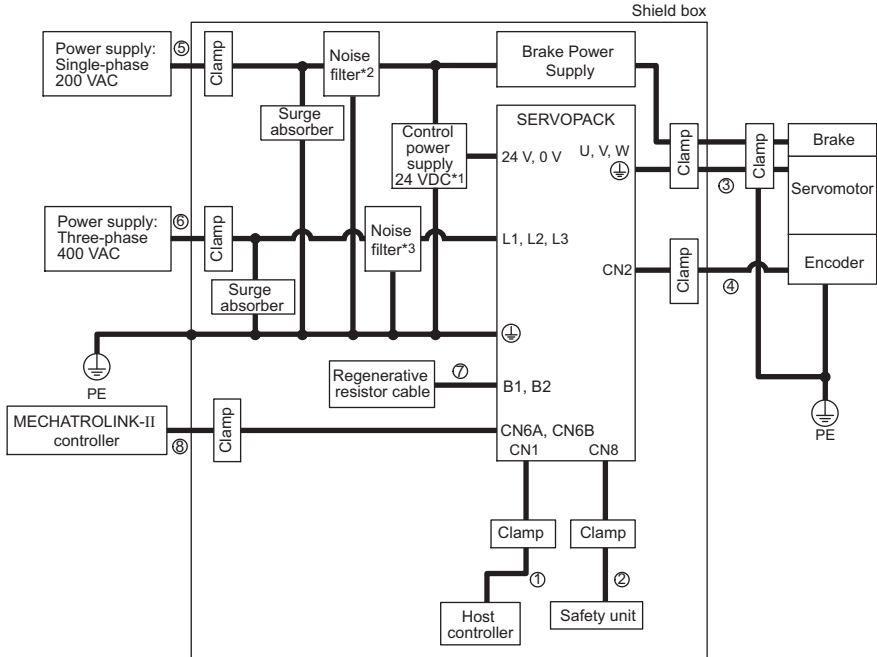 Shield box
Power supply:
Single-phase
200 VAC
⑤
Clamp
Noise
filter*2
Brake Power
Supply
Surge
absorber
Control
power
supply
24 VDC*1
SERVOPACK
24 V, 0 V
U, V, W
Clamp
Clamp
③
Brake
Servomotor
Encoder
Power supply:
Three-phase
400 VAC
⑥
Clamp
Noise
filter*3
L1, L2, L3
CN2
Clamp
④
Surge
absorber
PE
Regenerative
resistor cable
⑦
B1, B2
PE
MECHATROLINK-II
controller
⑧
Clamp
CN6A, CN6B
CN1
CN8
Clamp
Clamp
①
②
Host
controller
Safety unit